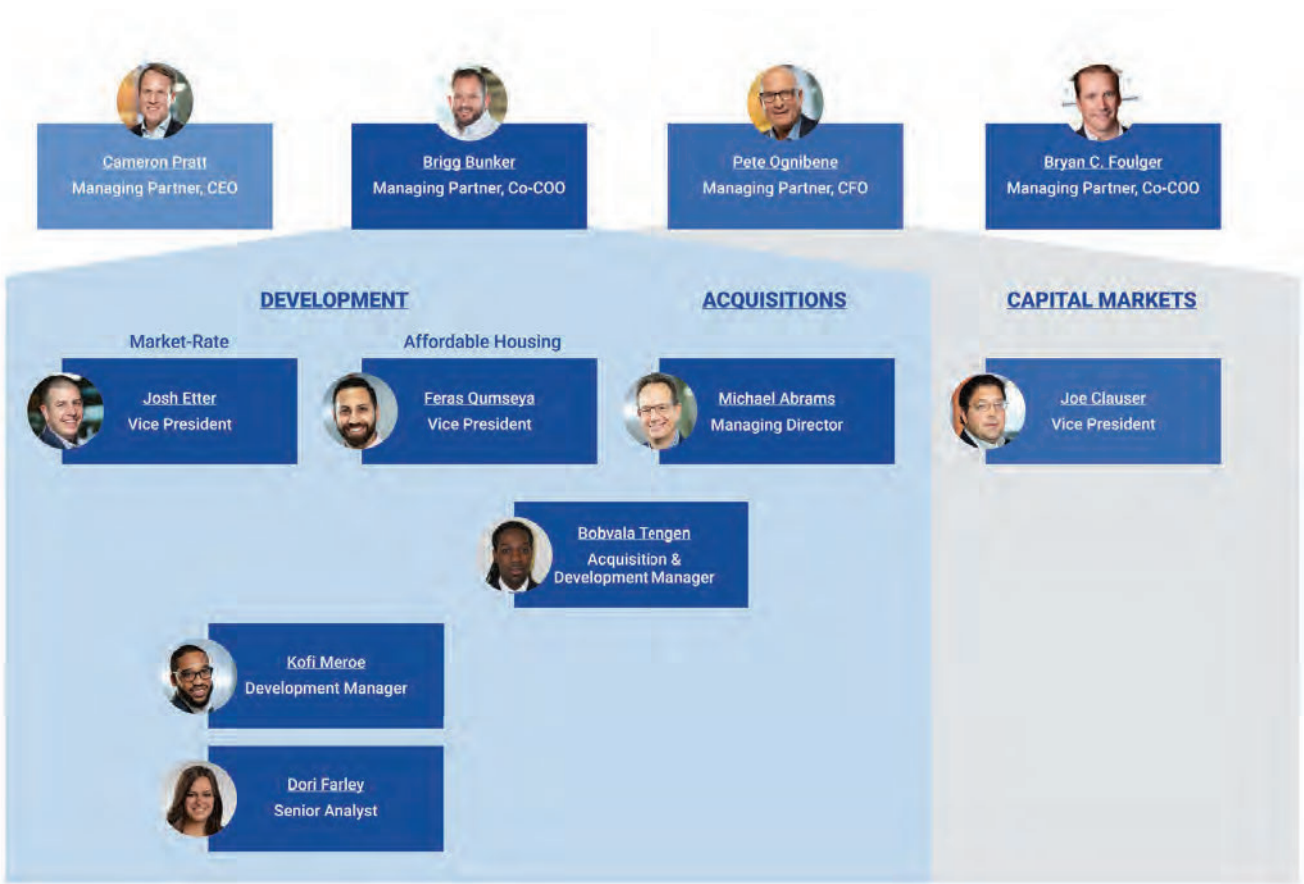 Cameron Pratt
Managing Partner, CEO
Brigg Bunker
Managing Partner, Co-COO
Pete Ognibene
Managing Partner, CFO
Bryan C. Foulger
Managing Partner, Co-COO
DEVELOPMENT
ACQUISITIONS
CAPITAL MARKETS
Market-Rate
Affordable Housing
Josh Etter
Vice President
Feras Qumseya
Vice President
Michael Abrams
Managing Director
Joe Clauser
Vice President
Bobvala Tengen
Acquisition &
Development Manager
Kofi Meroe
Development Manager
Dori Farley
Senior Analyst